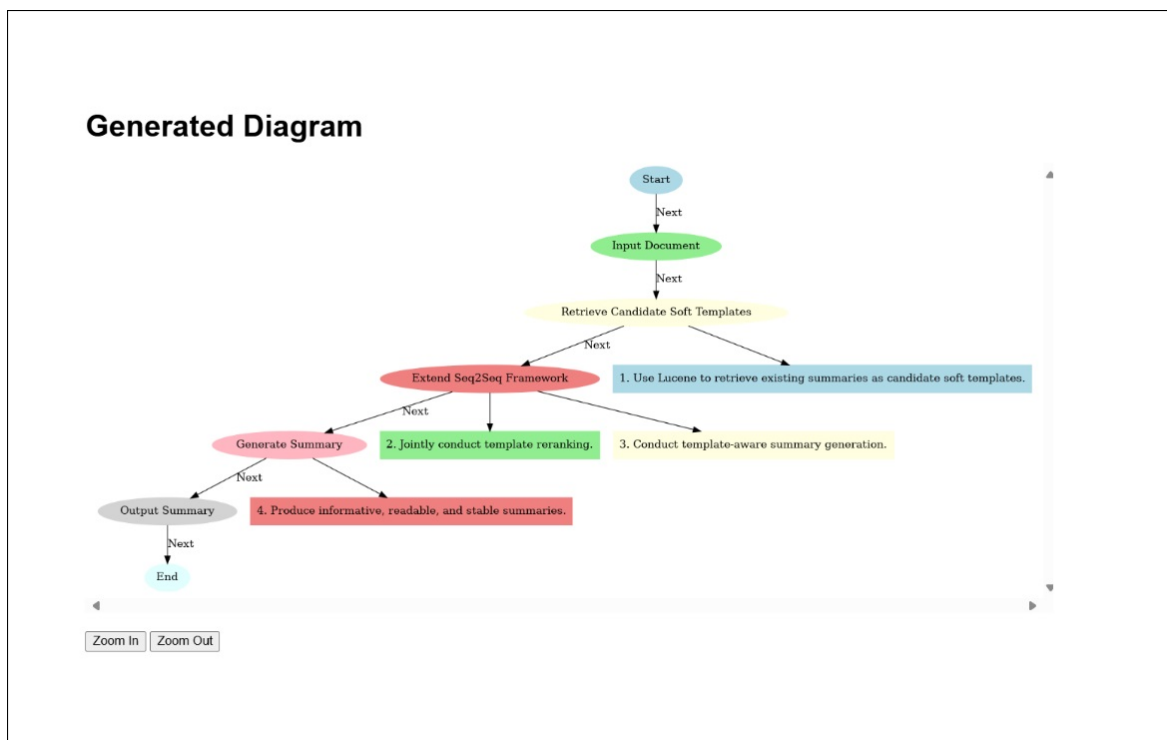 Generated Diagram
Start
Next
Input Document
Next
Retrieve Candidate Soft Templates
Next
Extend Seq2Seq Framework
1. Use Lucene to retrieve existing summaries as candidate soft templates.
Next
Generate Summary
2. Jointly conduct template reranking.
3. Conduct template-aware summary generation.
Next
Output Summary
4. Produce informative, readable, and stable summaries.
Next
End
Zoom In
Zoom Out